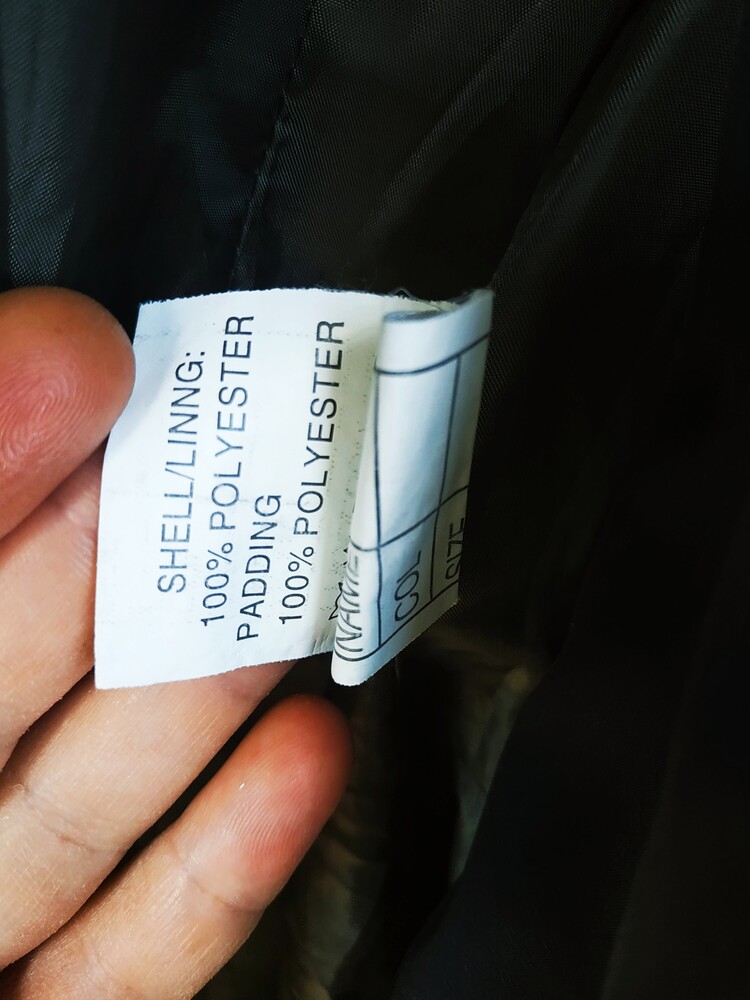 SHELL/LINNG:
100% POLYESTER
PADDING
100% POLYESTER
(NAME
COL
SIZE